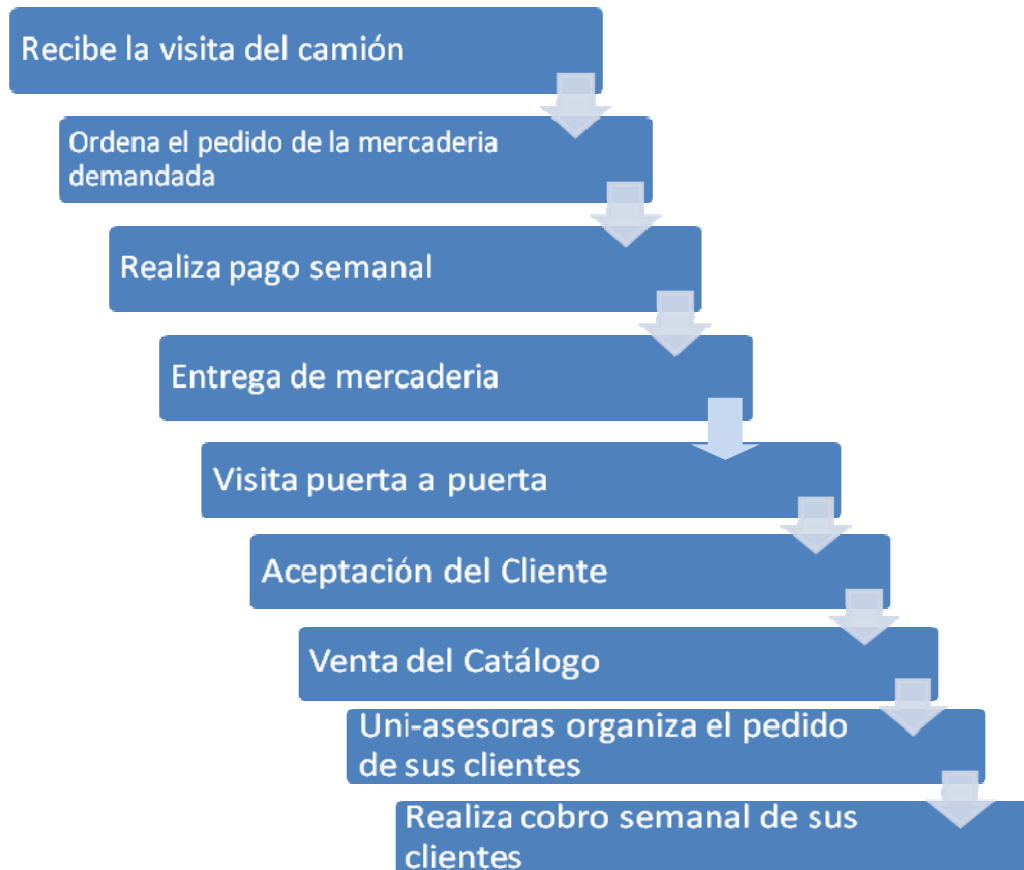 Recibe la visita del camión
Ordena el pedido de la mercaderia
demandada
Realiza pago semanal
Entrega de mercaderia
Visita puerta a puerta
Aceptación del Cliente
Venta del Catálogo
Uni-asesoras organiza el pedido
de sus clientes
Realiza cobro semanal de sus
clientes